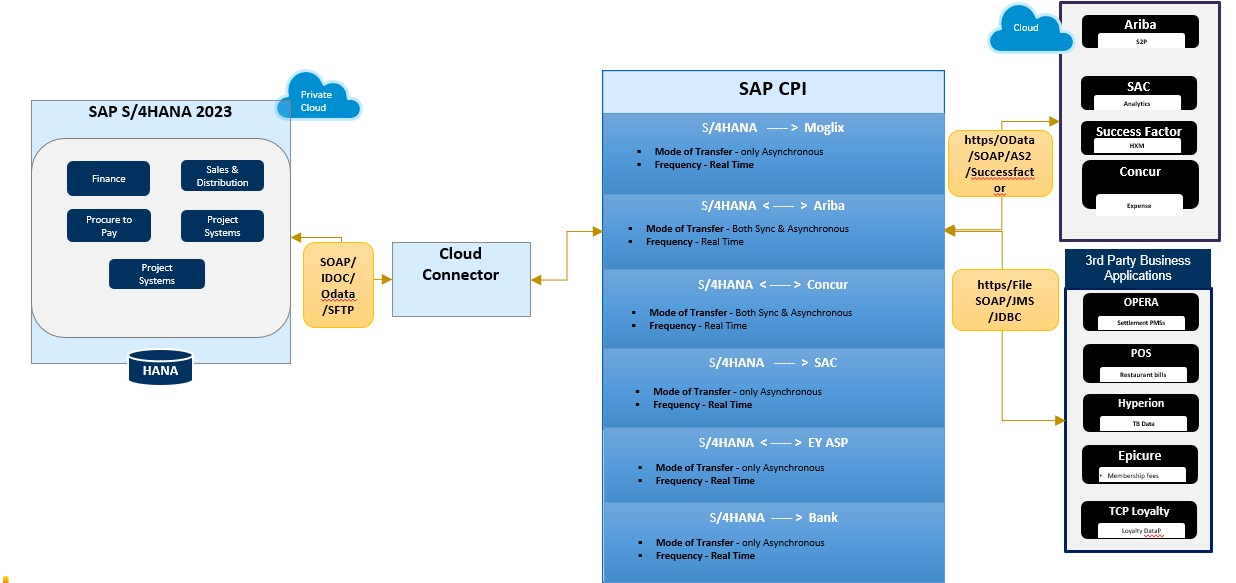 SAP S/4HANA 2023
Private
Cloud
Finance
Sales &
Distribution
Procure to
Pay
Project
Systems
Project
Systems
HANA
SOAP/
IDOC/
Odata
/SFTP
Cloud
Connector
SAP CPI
S/4HANA ----- > Moglix
▪ Mode of Transfer - only Asynchronous
▪ Frequency - Real Time
S/4HANA < ----- > Ariba
▪ Mode of Transfer - Both Sync & Asynchronous
▪ Frequency - Real Time
S/4HANA < ----- > Concur
▪ Mode of Transfer - Both Sync & Asynchronous
▪ Frequency - Real Time
S/4HANA ----- > SAC
▪ Mode of Transfer - only Asynchronous
▪ Frequency - Real Time
S/4HANA < ----- > EY ASP
▪ Mode of Transfer - only Asynchronous
▪ Frequency - Real Time
S/4HANA ----- > Bank
▪ Mode of Transfer - only Asynchronous
▪ Frequency - Real Time
https/OData
/SOAP/AS2
/Successfact
or
https/File
SOAP/JMS
/JDBC
Cloud
Ariba
S2P
SAC
Analytics
Success Factor
HXM
Concur
Expense
3rd Party Business
Applications
OPERA
Settlement PMSs
POS
Restaurant bills
Hyperion
TB Data
Epicure
• Membership fees
TCP Loyalty
Loyalty DataP